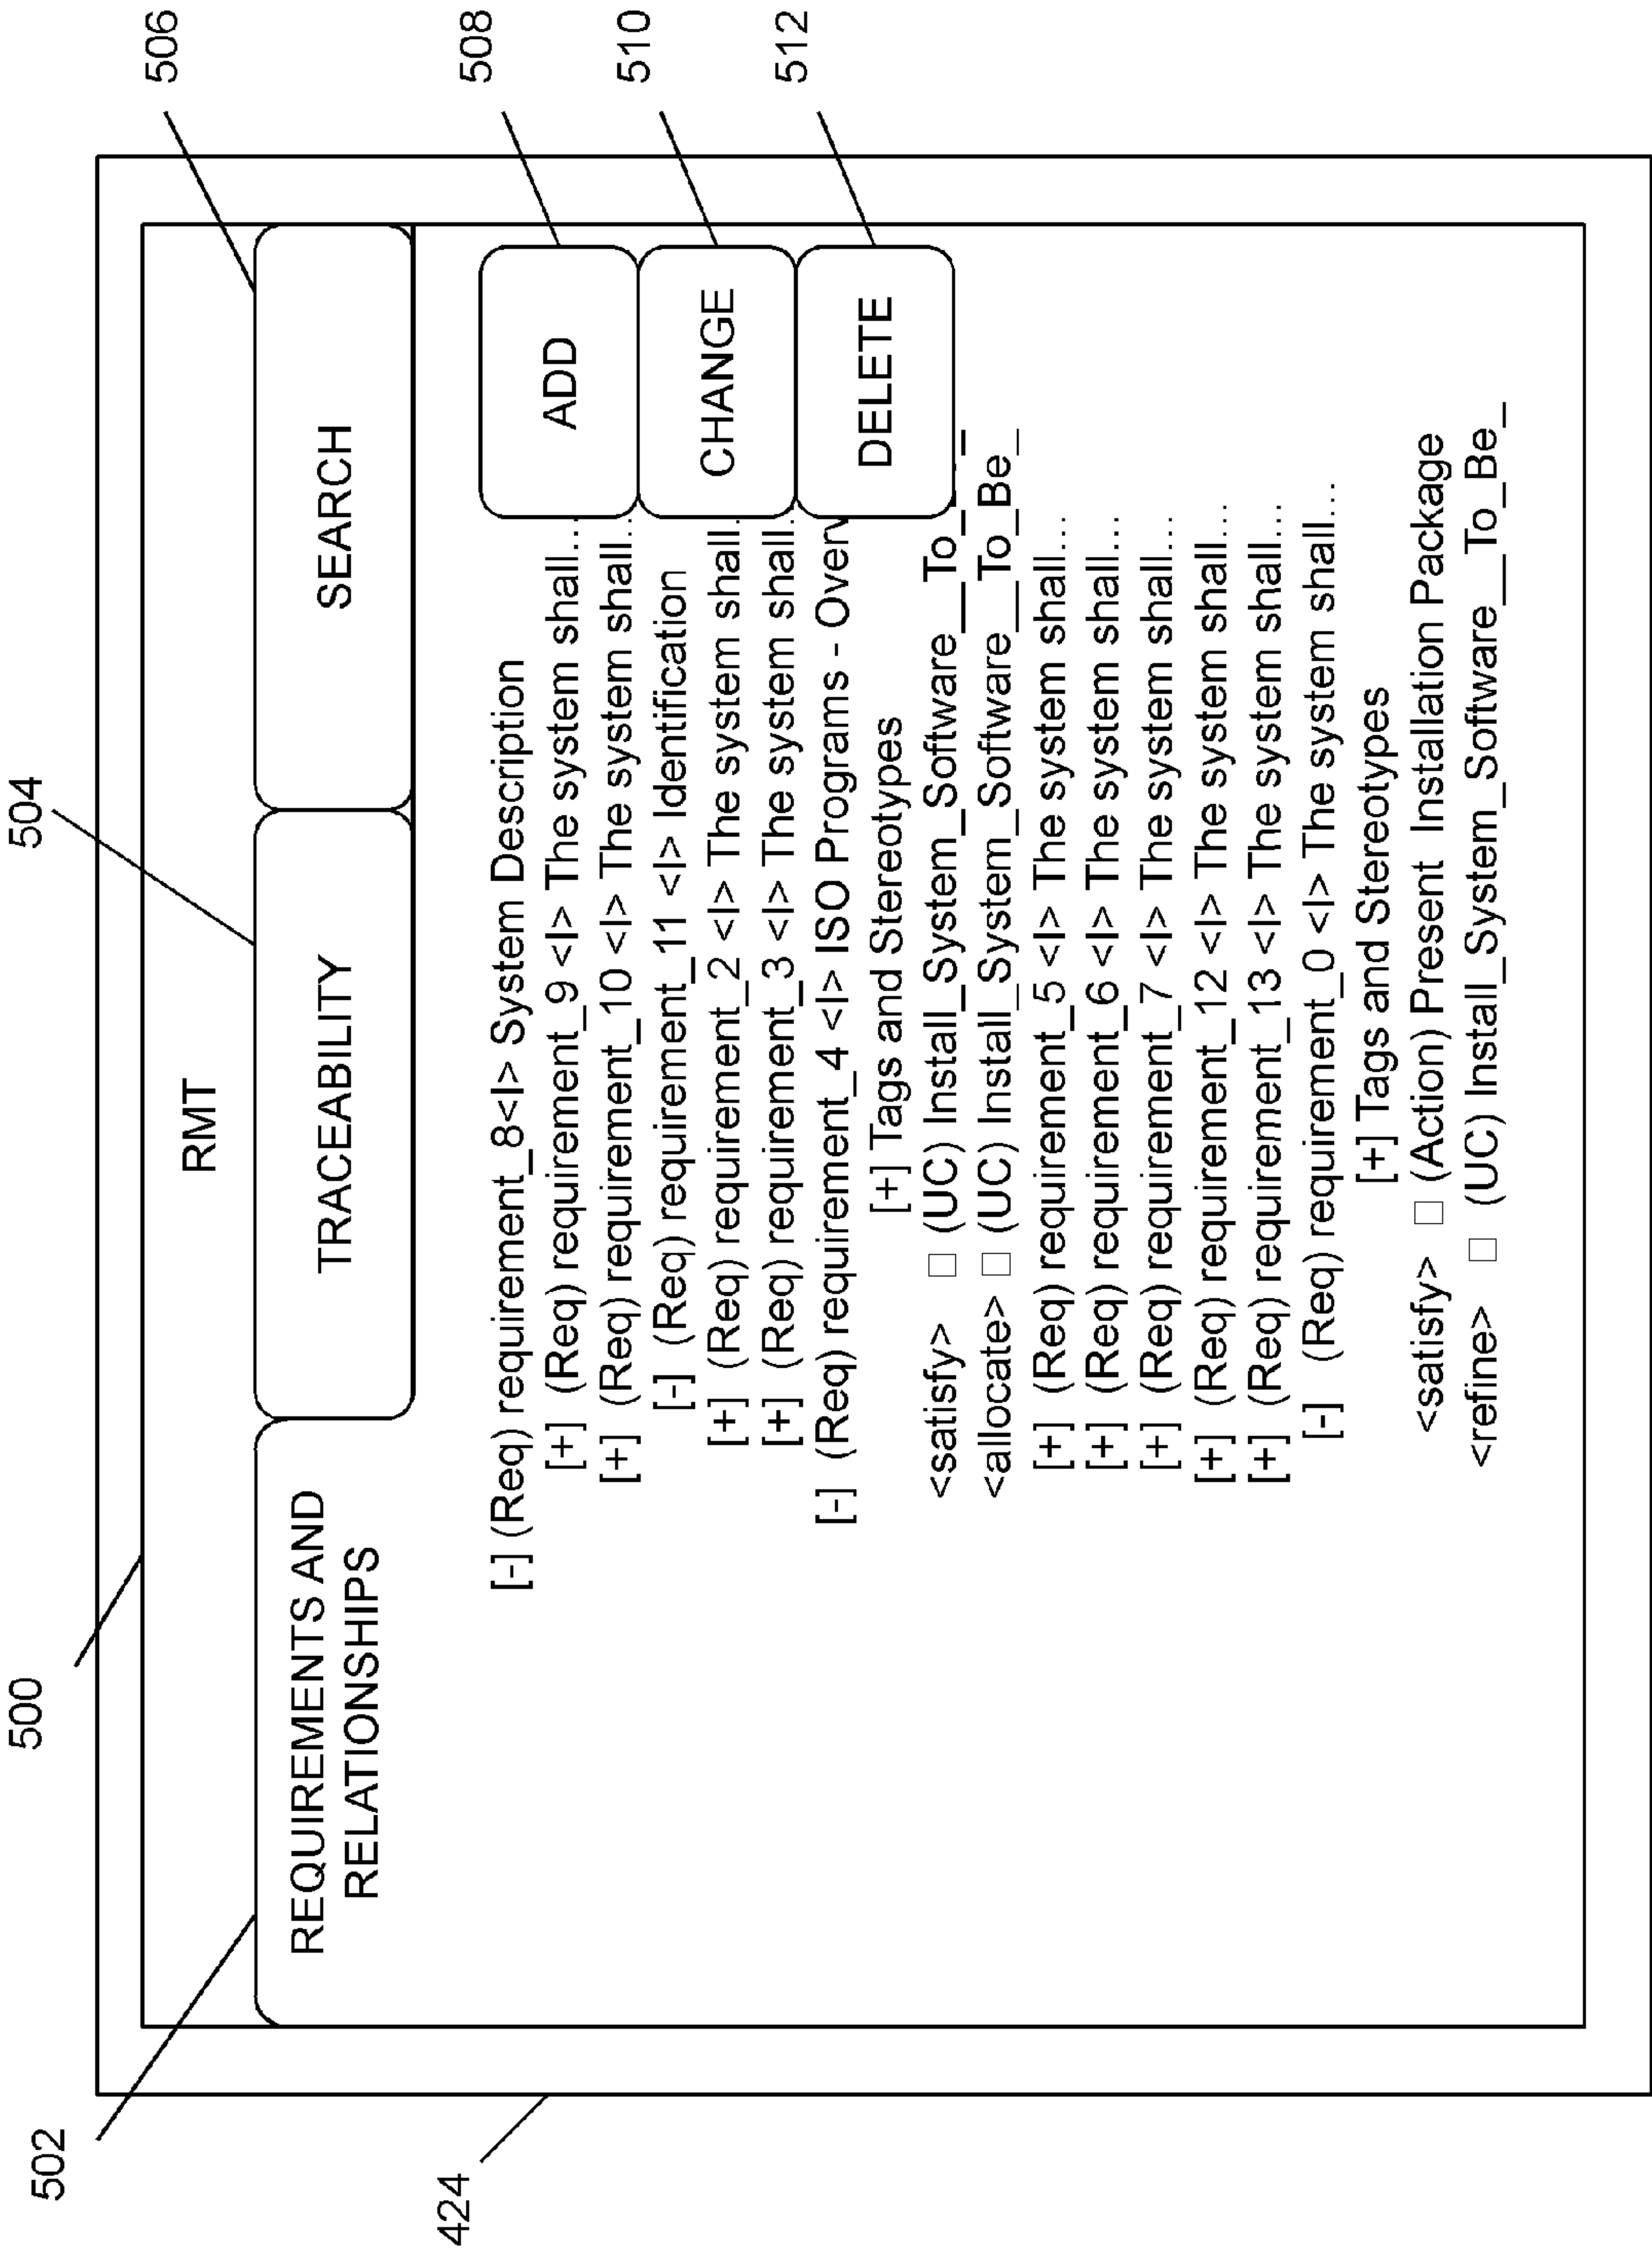 500
502
504
506
424
RMT
REQUIREMENTS AND
RELATIONSHIPS
TRACEABILITY
SEARCH
508
510
512
ADD
CHANGE
DELETE
[-] (Req) requirement_8<I> System Description
[+] (Req) requirement_9 <I> The system shall...
[+] (Req) requirement_10 <I> The system shall...
[-] (Req) requirement_11 <I> Identification
[+] (Req) requirement_2 <I> The system shall.
[+] (Req) requirement_3 <I> The system shall.
[-] (Req) requirement_4 <I> ISO Programs - Overv
[+] Tags and Stereotypes
<satisfy> □ (UC) Install_System_Software__To_
<allocate> □ (UC) Install_System_Software__To_Be_
[+] (Req) requirement_5 <I> The system shall...
[+] (Req) requirement_6 <I> The system shall...
[+] (Req) requirement_7 <I> The system shall...
[+] (Req) requirement_12 <I> The system shall...
[+] (Req) requirement_13 <I> The system shall...
[-] (Req) requirement_0 <I> The system shall...
[+] Tags and Stereotypes
<satisfy> □ (Action) Present Installation Package
<refine> □ (UC) Install_System_Software__To_Be_